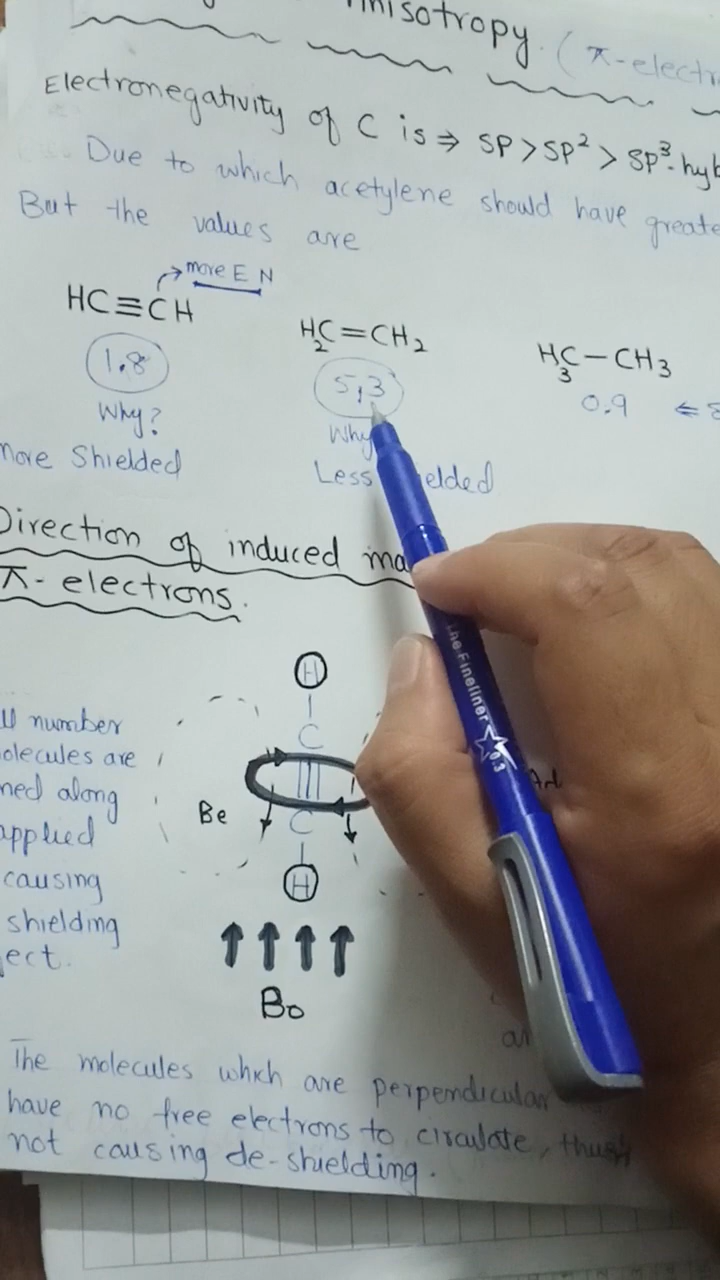 nisotropy. (π-electr
Electronegativity of C is ⇒ SP > SP² > SP³-hyb
Due to which acetylene should have greate
But the values are
more E N
HC≡CH
H₂C=CH₂
H₃C-CH₃
1.8
5,3
0.9
Why?
Why
more Shielded
Less elded
Direction of induced ma
π- electrons.
H
C
number
olecules are
ned along
applied
causing
shielding
ect.
Be
C
H
Bo
The Fineliner 0.3
The molecules which are perpendicular
have no free electrons to circulate, thus
not causing de-shielding.